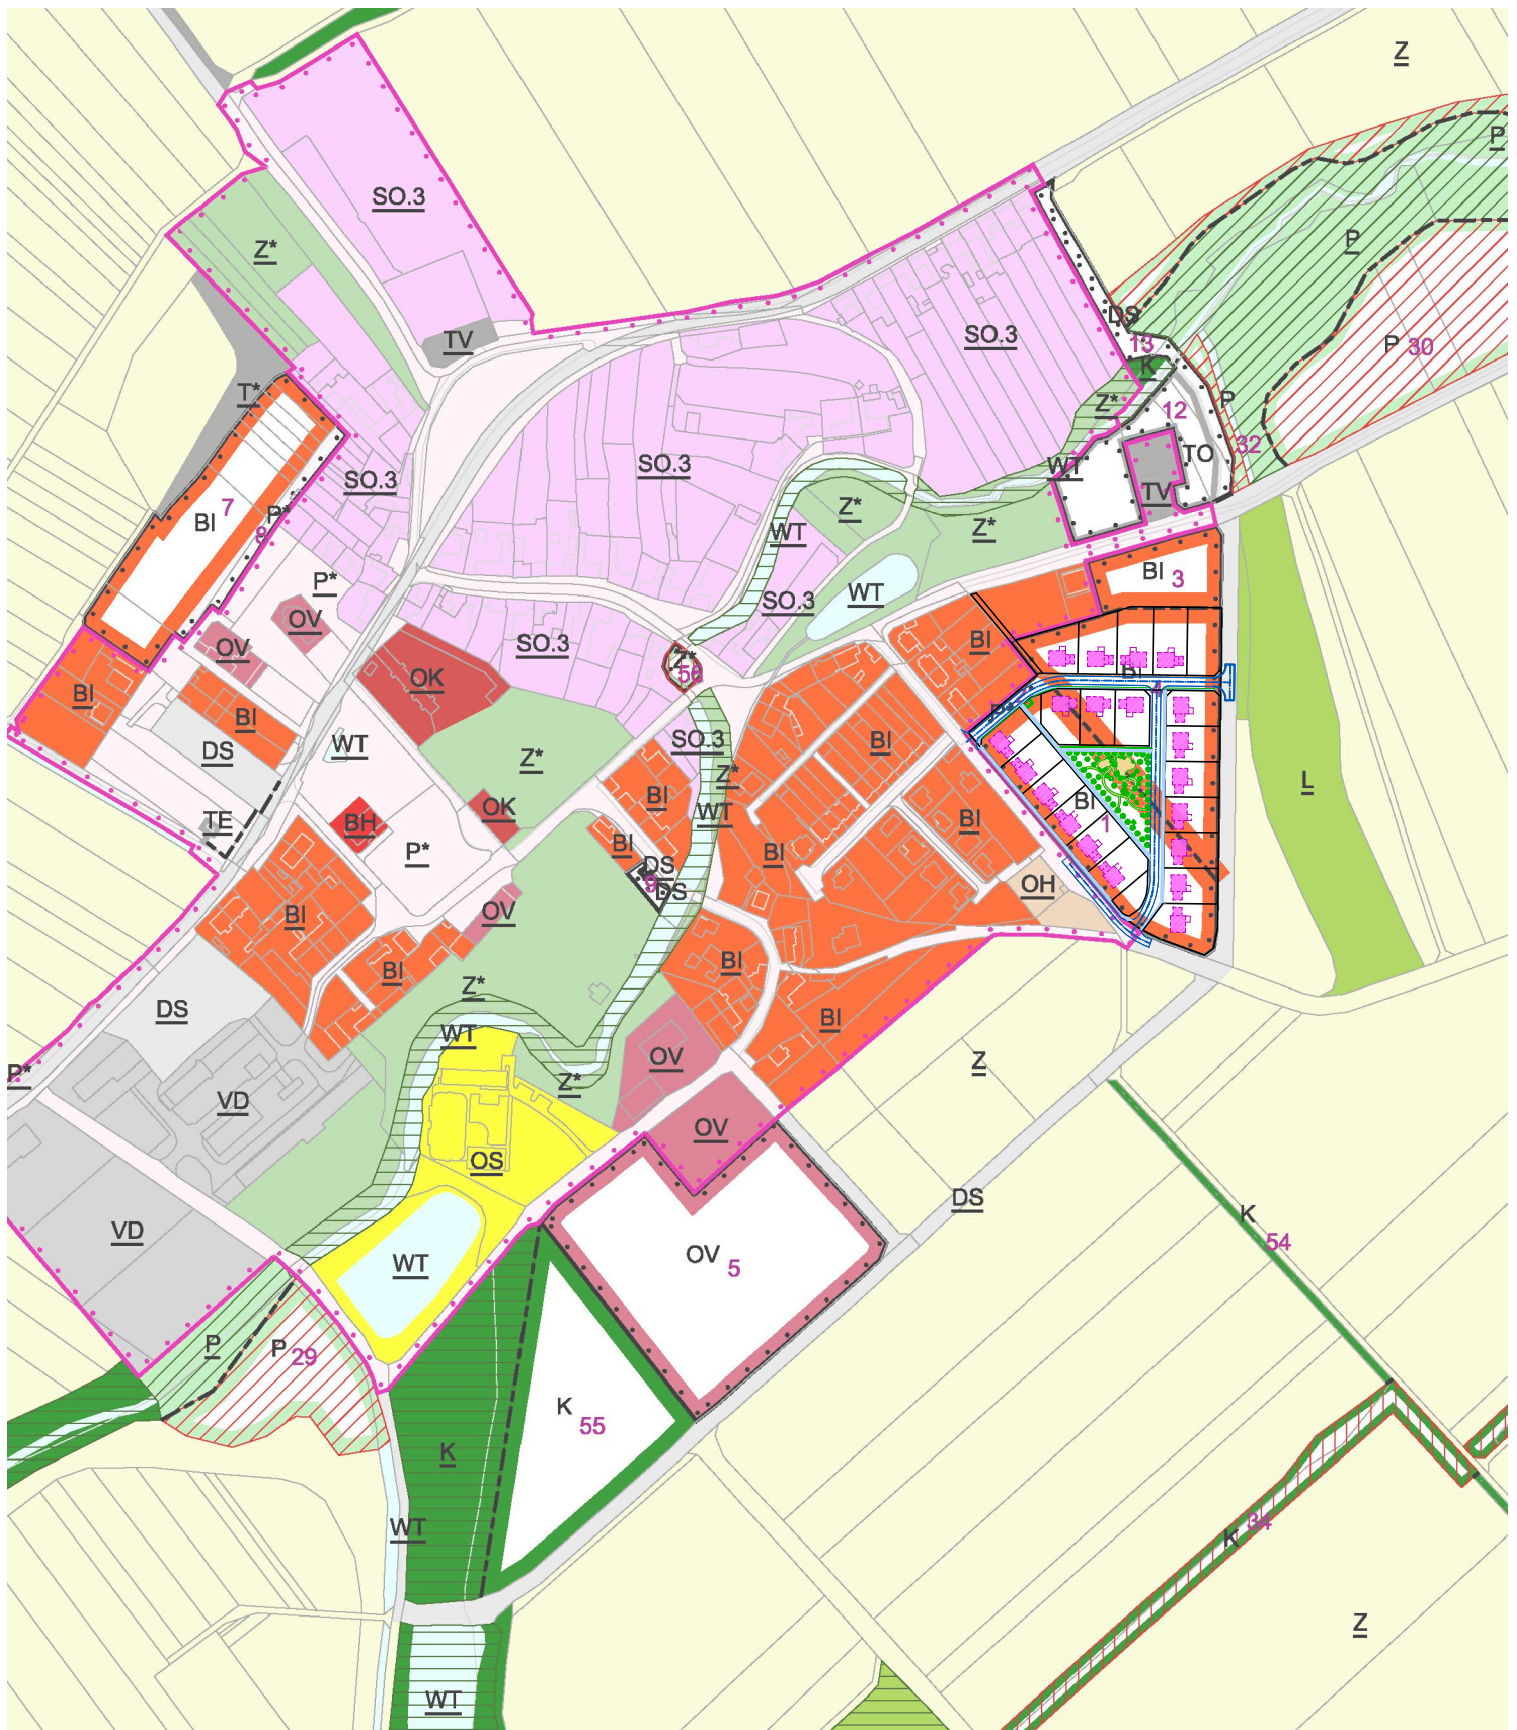 Z
P
SO.3
P
Z*
DS
SO.3
TV
13
P 30
K
T*
Z*
12
P
32
SO.3
SO.3
WT
TO
TV
Z*
BI 7
P*
8
WT
Z*
P*
BI 3
WT
SO.3
OV
OV
SO.3
Z*
50
BI
BI
OK
BI
BI
P*
DS
WT
SO.3
BI
Z*
Z*
L
BI
OK
WT
BI
BI
1
TE
BH
P*
BI
BI
DS
9
DS
OH
BI
OV
BI
BI
Z*
DS
BI
WT
OV
Z
P*
VD
Z*
OV
OS
DS
VD
K
54
WT
OV 5
P
P 29
K
55
K
WT
K
34
Z
WT